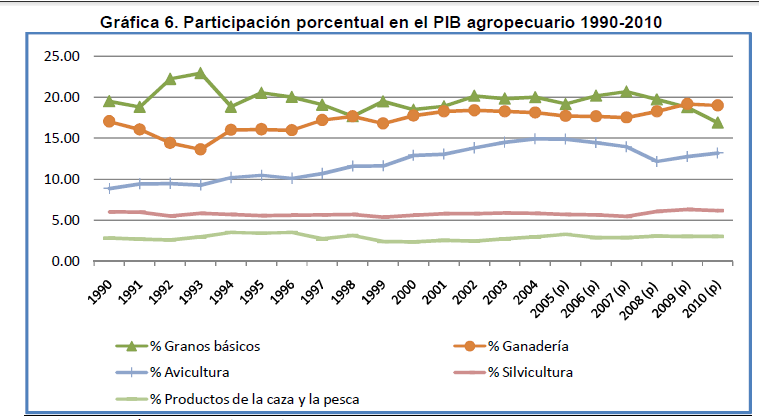 Gráfica 6. Participación porcentual en el PIB agropecuario 1990-2010
25.00
20.00
15.00
10.00
5.00
0.00
1990 1991 1992 1993 1994 1995 1996 1997 1998 1999 2000 2001 2002 2003 2004 2005 (p) 2006 (p) 2007 (p) 2008 (p) 2009 (p) 2010 (p)
% Granos básicos % Ganadería
% Avicultura % Silvicultura
% Productos de la caza y la pesca